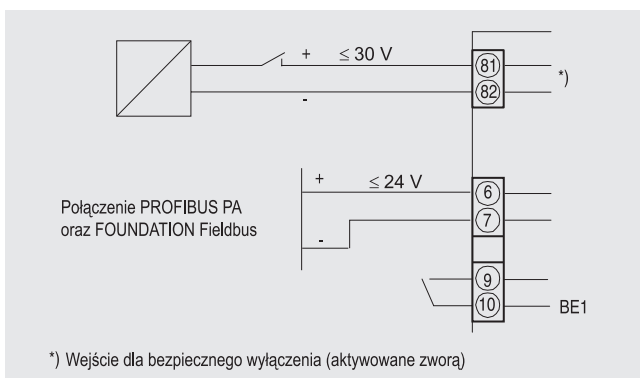 + ≤ 30 V
-
81
82
*)
+ ≤ 24 V
-
6
7
Połączenie PROFIBUS PA
oraz FOUNDATION Fieldbus
9
10
BE1
*) Wejście dla bezpiecznego wyłączenia (aktywowane zworą)